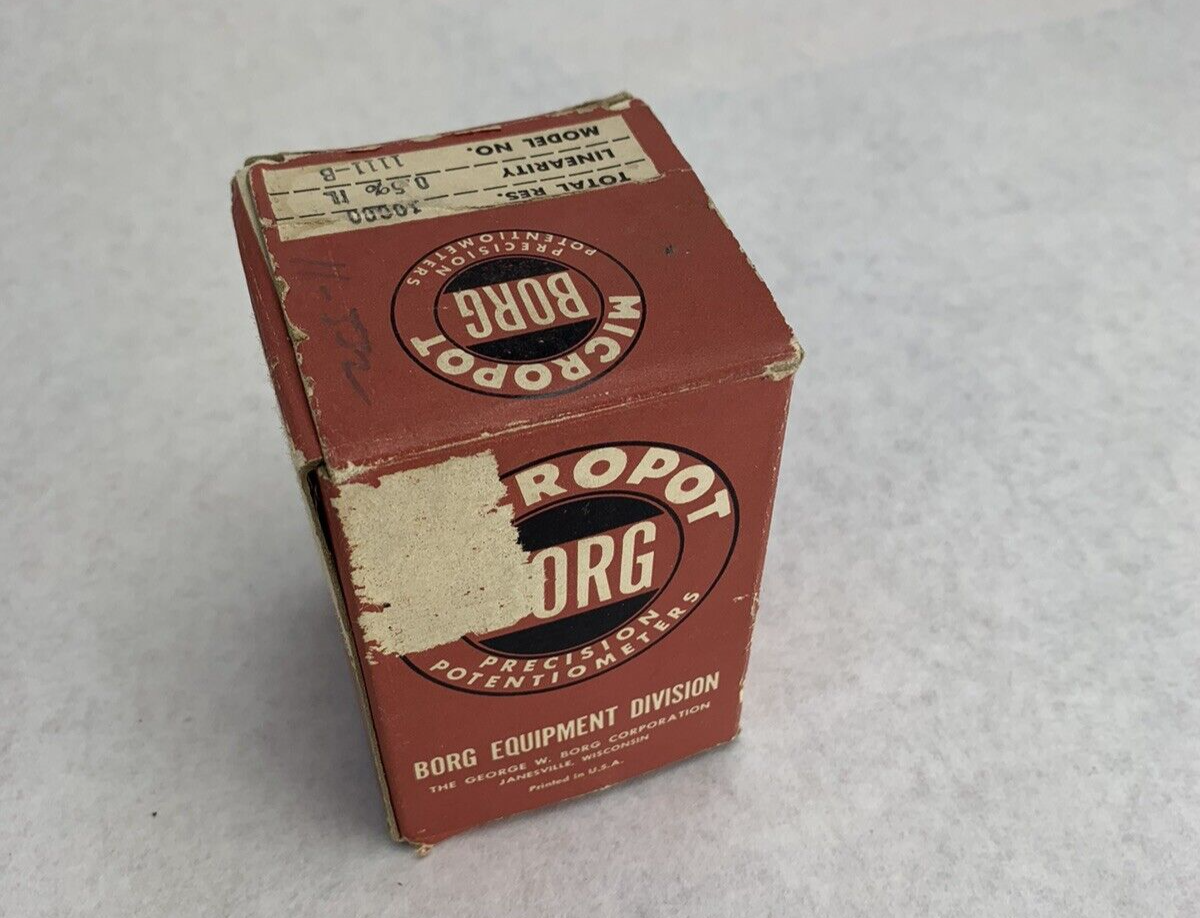 MODEL NO. 1111-B
LINEARITY 0.5%
TOTAL RES. 10000
MICROPOT
BORG
PRECISION
POTENTIOMETERS
ROPOT
ORG
PRECISION
POTENTIOMETERS
BORG EQUIPMENT DIVISION
THE GEORGE W. BORG CORPORATION
JANESVILLE, WISCONSIN
Printed in U.S.A.